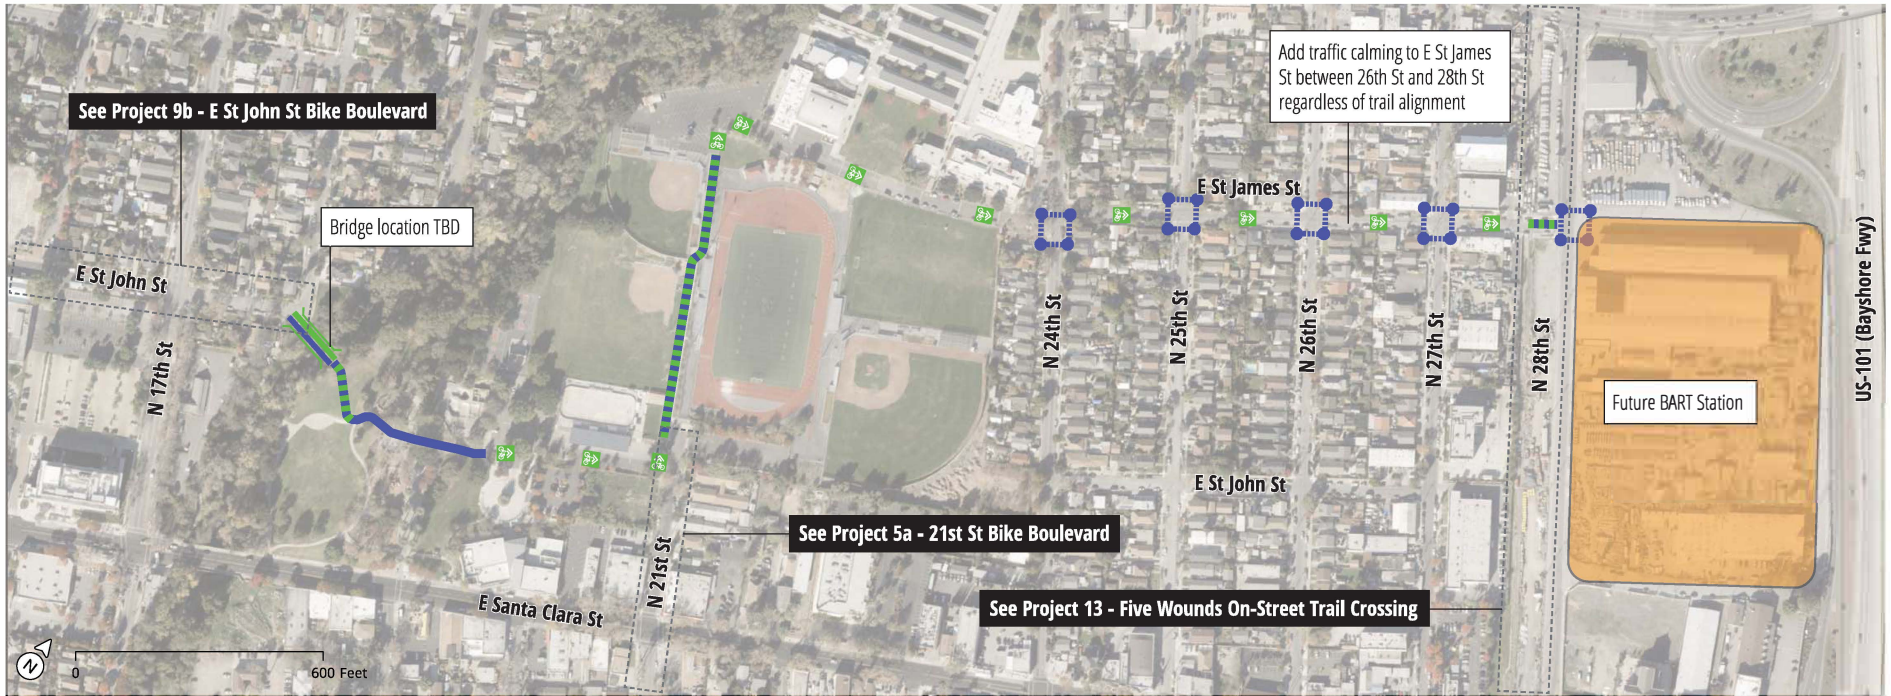 Add traffic calming to E St James
St between 26th St and 28th St
regardless of trail alignment
See Project 9b - E St John St Bike Boulevard
E St James St
Bridge location TBD
E St John St
N 17th St
N 24th St
N 25th St
N 26th St
N 27th St
N 28th St
US-101 (Bayshore Fwy)
Future BART Station
E St John St
See Project 5a - 21st St Bike Boulevard
N 21st St
E Santa Clara St
See Project 13 - Five Wounds On-Street Trail Crossing
N
0
600 Feet